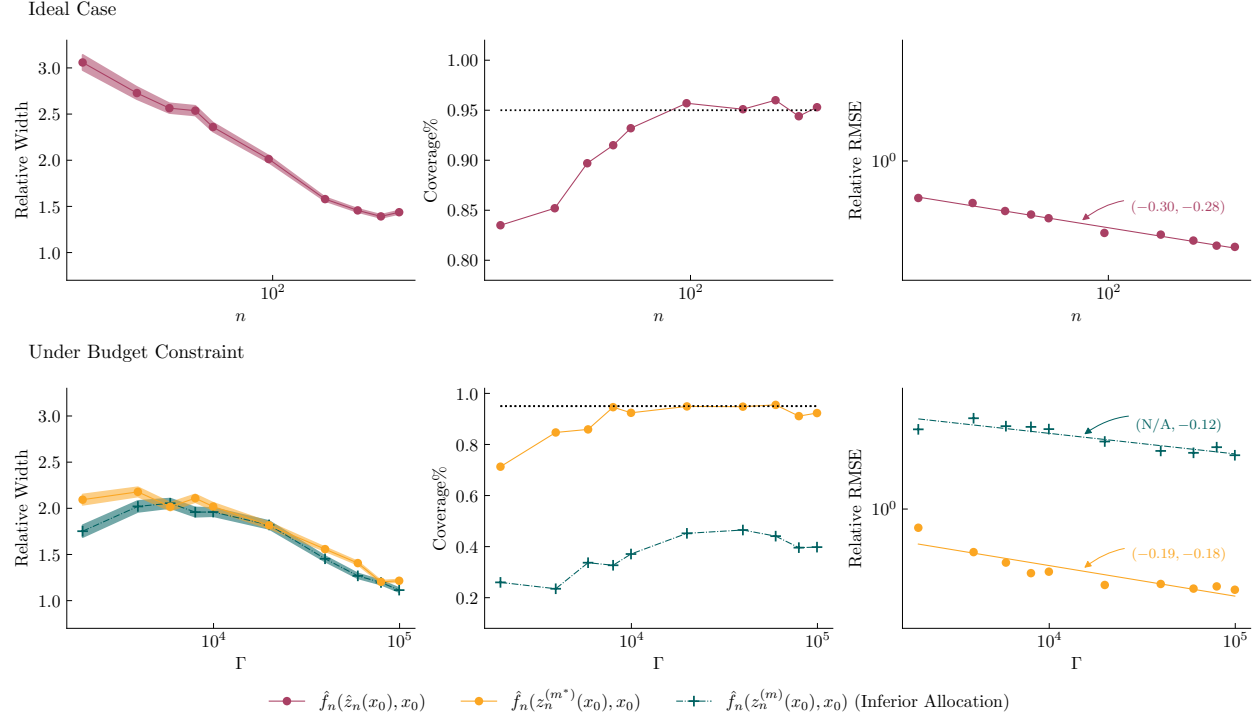 Ideal Case
Relative Width
3.0
2.5
2.0
1.5
1.0
10²
n
Coverage%
1.00
0.95
0.90
0.85
0.80
10²
n
Relative RMSE
10⁰
(−0.30, −0.28)
10²
n
Under Budget Constraint
Relative Width
3.0
2.5
2.0
1.5
1.0
10⁴
10⁵
Γ
Coverage%
1.0
0.8
0.6
0.4
0.2
10⁴
10⁵
Γ
Relative RMSE
10⁰
(N/A, −0.12)
(−0.19, −0.18)
10⁴
10⁵
Γ
f̂ₙ(ẑₙ(x₀), x₀)
f̂ₙ(zₙ^(m*)(x₀), x₀)
f̂ₙ(zₙ^(m)(x₀), x₀) (Inferior Allocation)